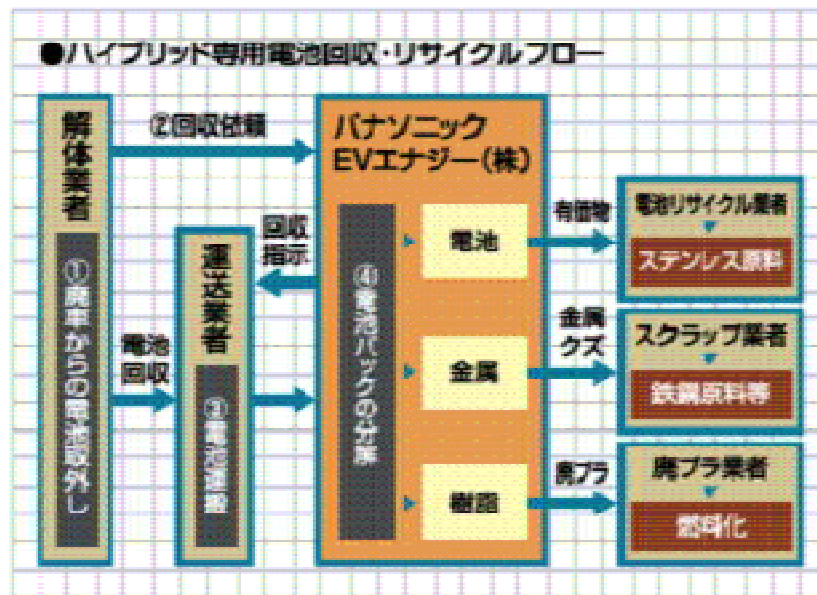 ●ハイブリッド専用電池回収・リサイクルフロー
解体業者
①廃車からの電池取外し
②回収依頼
電池
回収
運送業者
③電池運搬
回収
指示
パナソニック
EVエナジー(株)
④電池パックの分解
電池
金属
樹脂
有価物
電池リサイクル業者
ステンレス原料
金属
クズ
スクラップ業者
鉄鋼原料等
廃プラ
廃プラ業者
燃料化